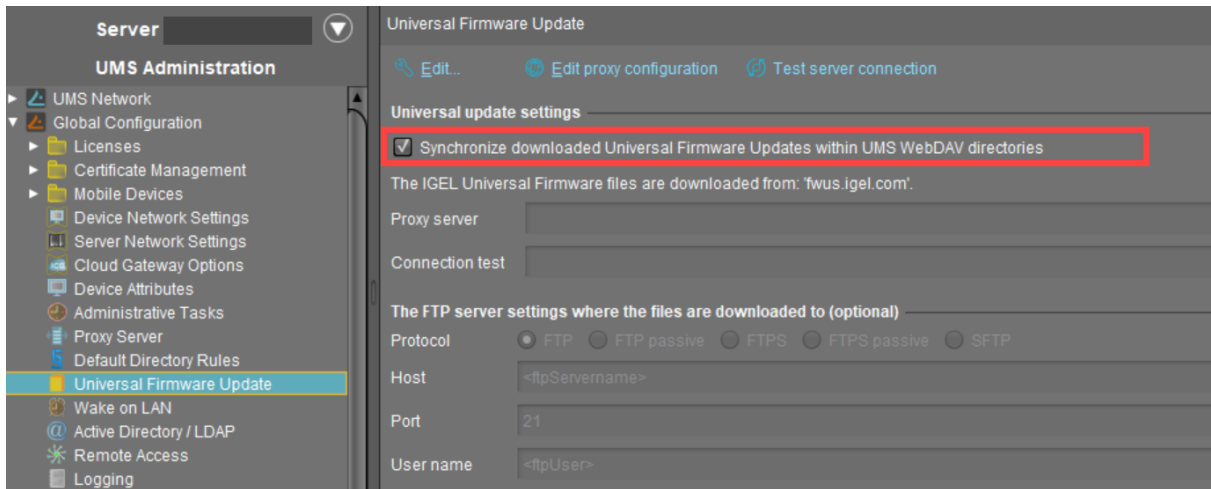 Server
UMS Administration
UMS Network
Global Configuration
Licenses
Certificate Management
Mobile Devices
Device Network Settings
Server Network Settings
Cloud Gateway Options
Device Attributes
Administrative Tasks
Proxy Server
Default Directory Rules
Universal Firmware Update
Wake on LAN
Active Directory / LDAP
Remote Access
Logging
Universal Firmware Update
Edit... Edit proxy configuration Test server connection
Universal update settings
Synchronize downloaded Universal Firmware Updates within UMS WebDAV directories
The IGEL Universal Firmware files are downloaded from: 'fwus.igel.com'.
Proxy server
Connection test
The FTP server settings where the files are downloaded to (optional)
Protocol FTP FTP passive FTPS FTPS passive SFTP
Host <ftpServername>
Port 21
User name <ftpUser>